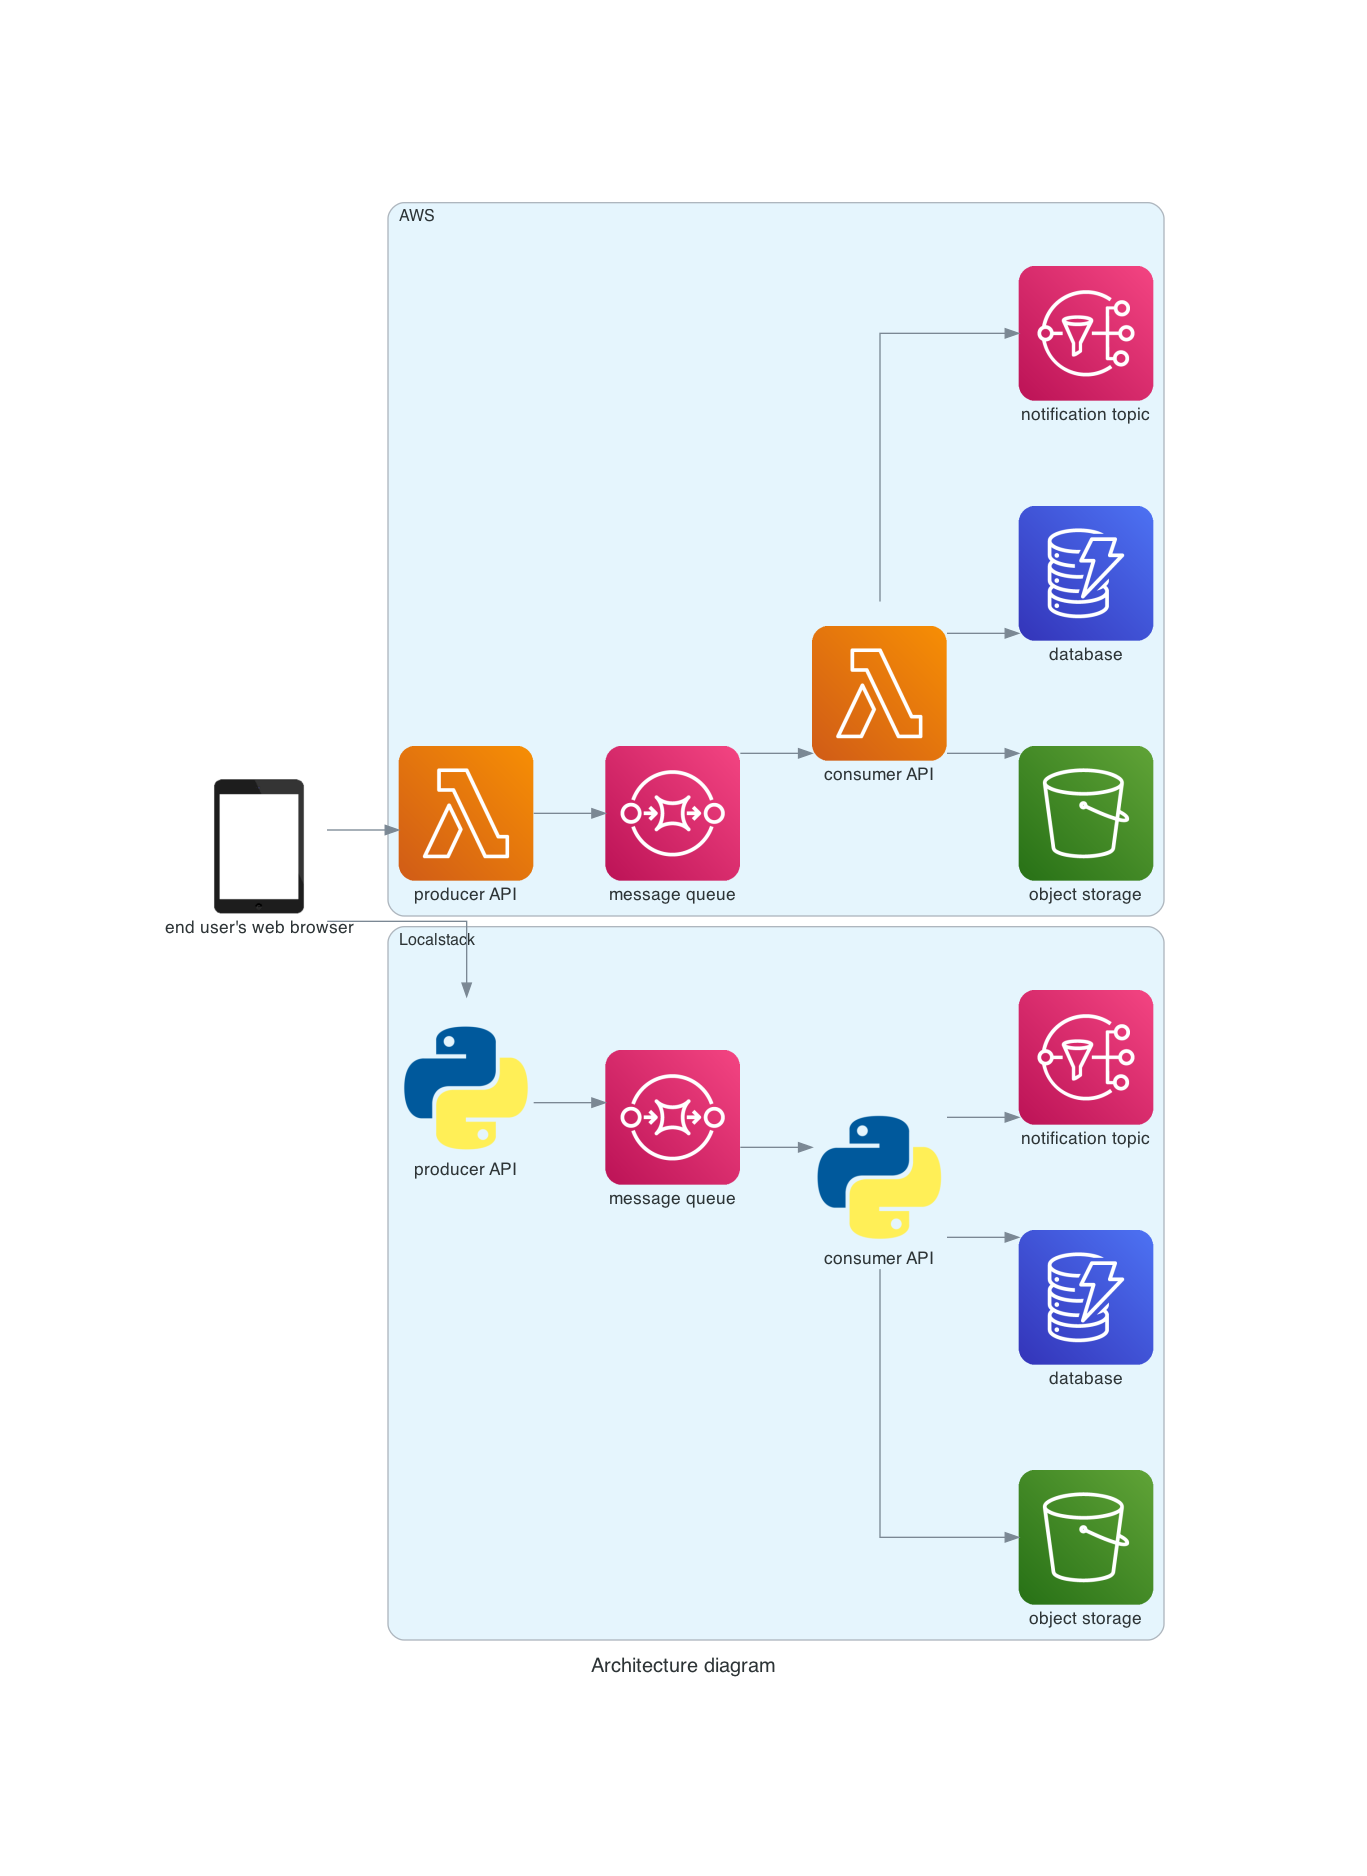 AWS
notification topic
database
consumer API
producer API
message queue
object storage
end user's web browser
Localstack
notification topic
producer API
message queue
consumer API
database
object storage
Architecture diagram